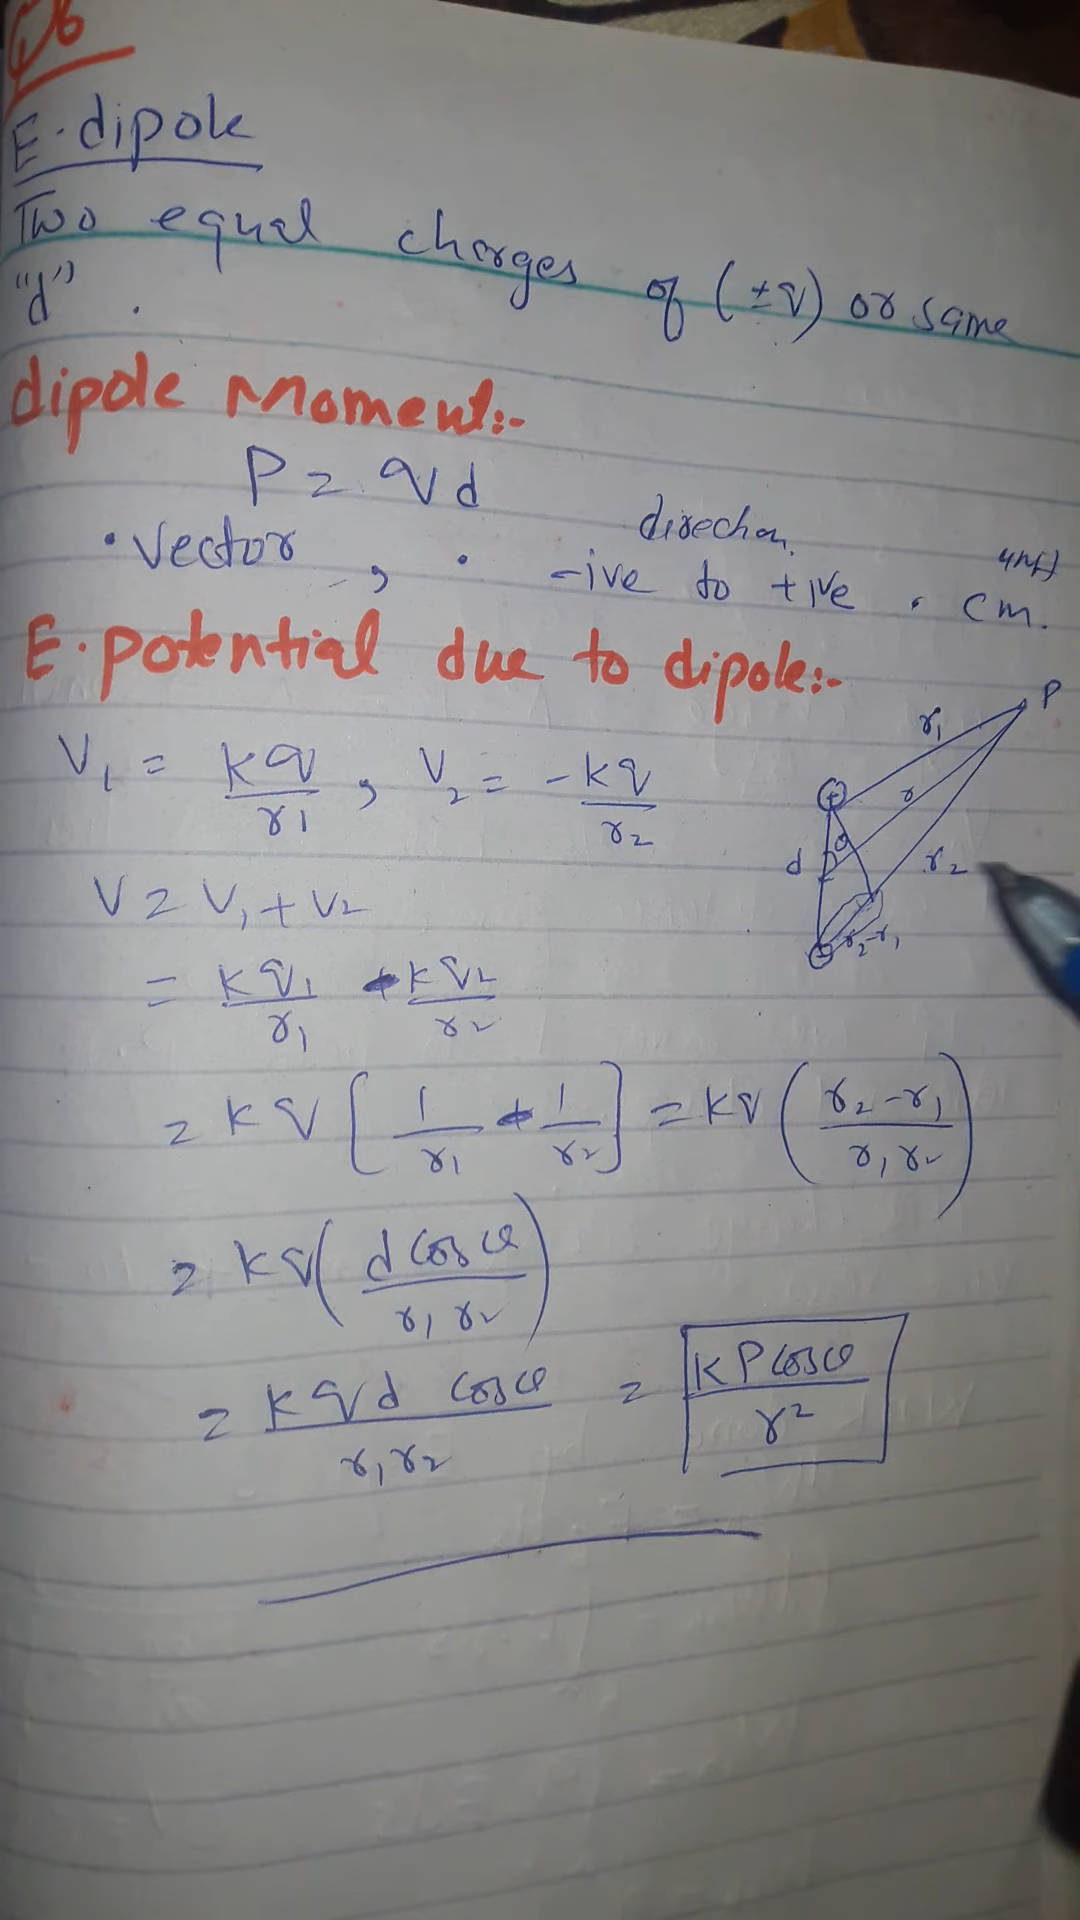 Q6
E. dipole
Two equal charges of (±q) or same
"d" .
dipole Moment:-
P = qd
• Vector , • -ive to +ive . Cm.
direction unit
E. potential due to dipole:-
V₁ = kq/r₁ , V₂ = -kq/r₂
V = V₁ + V₂
= kq₁/r₁ + kq₂/r₂
= kq [1/r₁ + 1/r₂] = kq (r₂-r₁/r₁r₂)
= kq (d cosθ/r₁r₂)
= kqd cosθ/r₁r₂ = kPcosθ/r²
P
r₁
r
+
θ
d
r₂
r₂-r₁
-